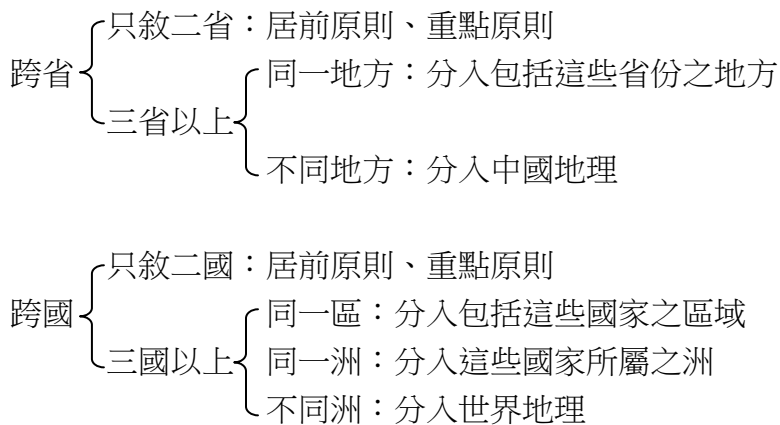 只敘二省：居前原則、重點原則
跨省
同一地方：分入包括這些省份之地方
三省以上
不同地方：分入中國地理
只敘二國：居前原則、重點原則
跨國
同一區：分入包括這些國家之區域
三國以上
同一洲：分入這些國家所屬之洲
不同洲：分入世界地理